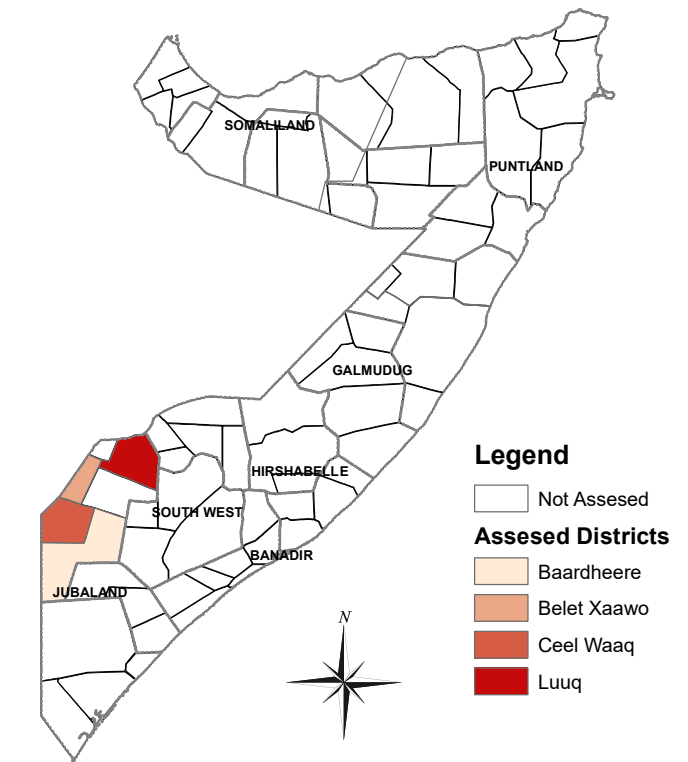 SOMALILAND
PUNTLAND
GALMUDUG
HIRSHABELLE
SOUTH WEST
BANADIR
JUBALAND
N
Legend
Not Assesed
Assesed Districts
Baardheere
Belet Xaawo
Ceel Waaq
Luuq